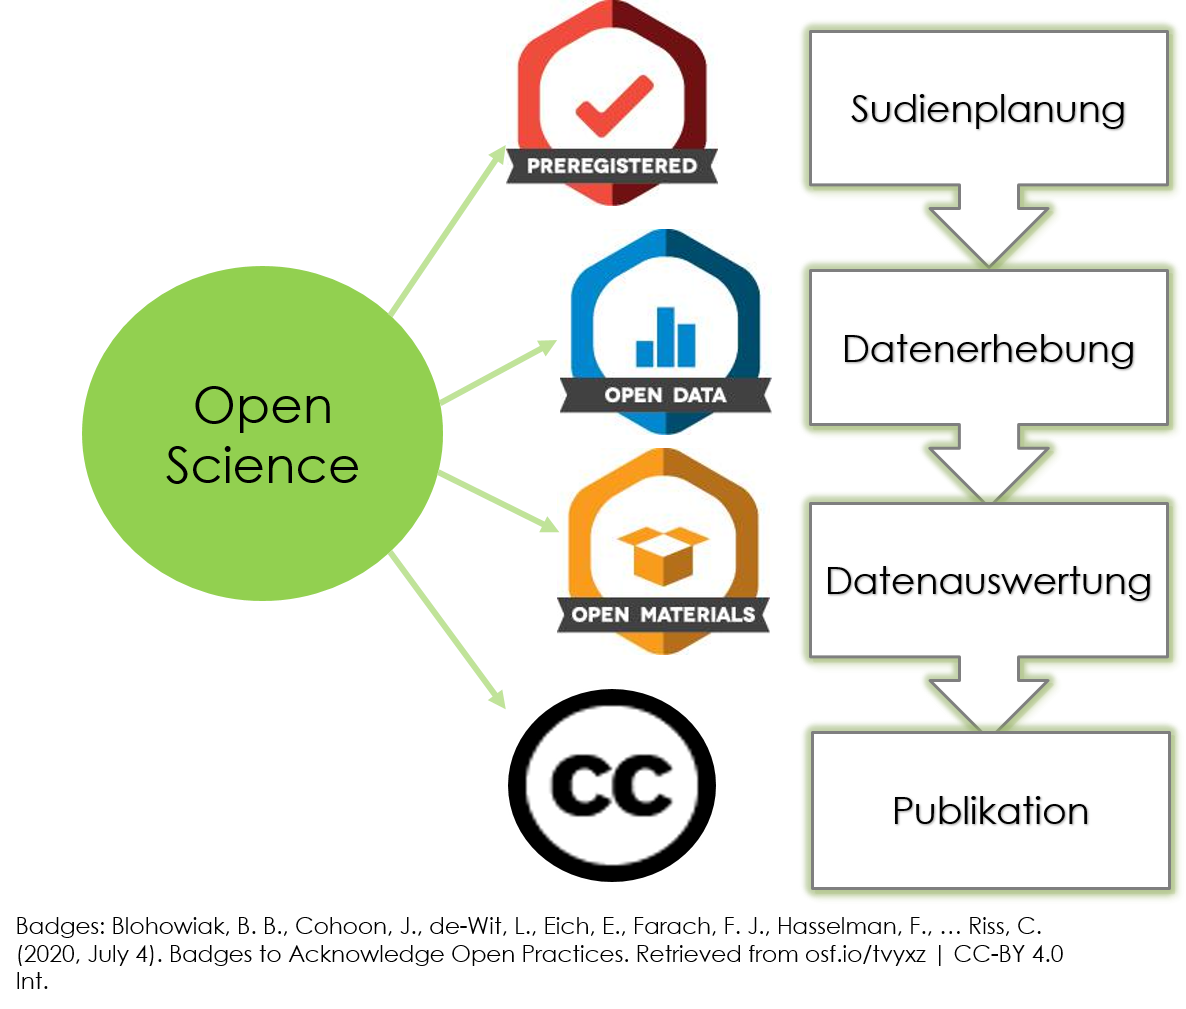 Open
Science
PREREGISTERED
OPEN DATA
OPEN MATERIALS
CC
Sudienplanung
Datenerhebung
Datenauswertung
Publikation
Badges: Blohowiak, B. B., Cohoon, J., de-Wit, L., Eich, E., Farach, F. J., Hasselman, F., … Riss, C.
(2020, July 4). Badges to Acknowledge Open Practices. Retrieved from osf.io/tvyxz | CC-BY 4.0
Int.